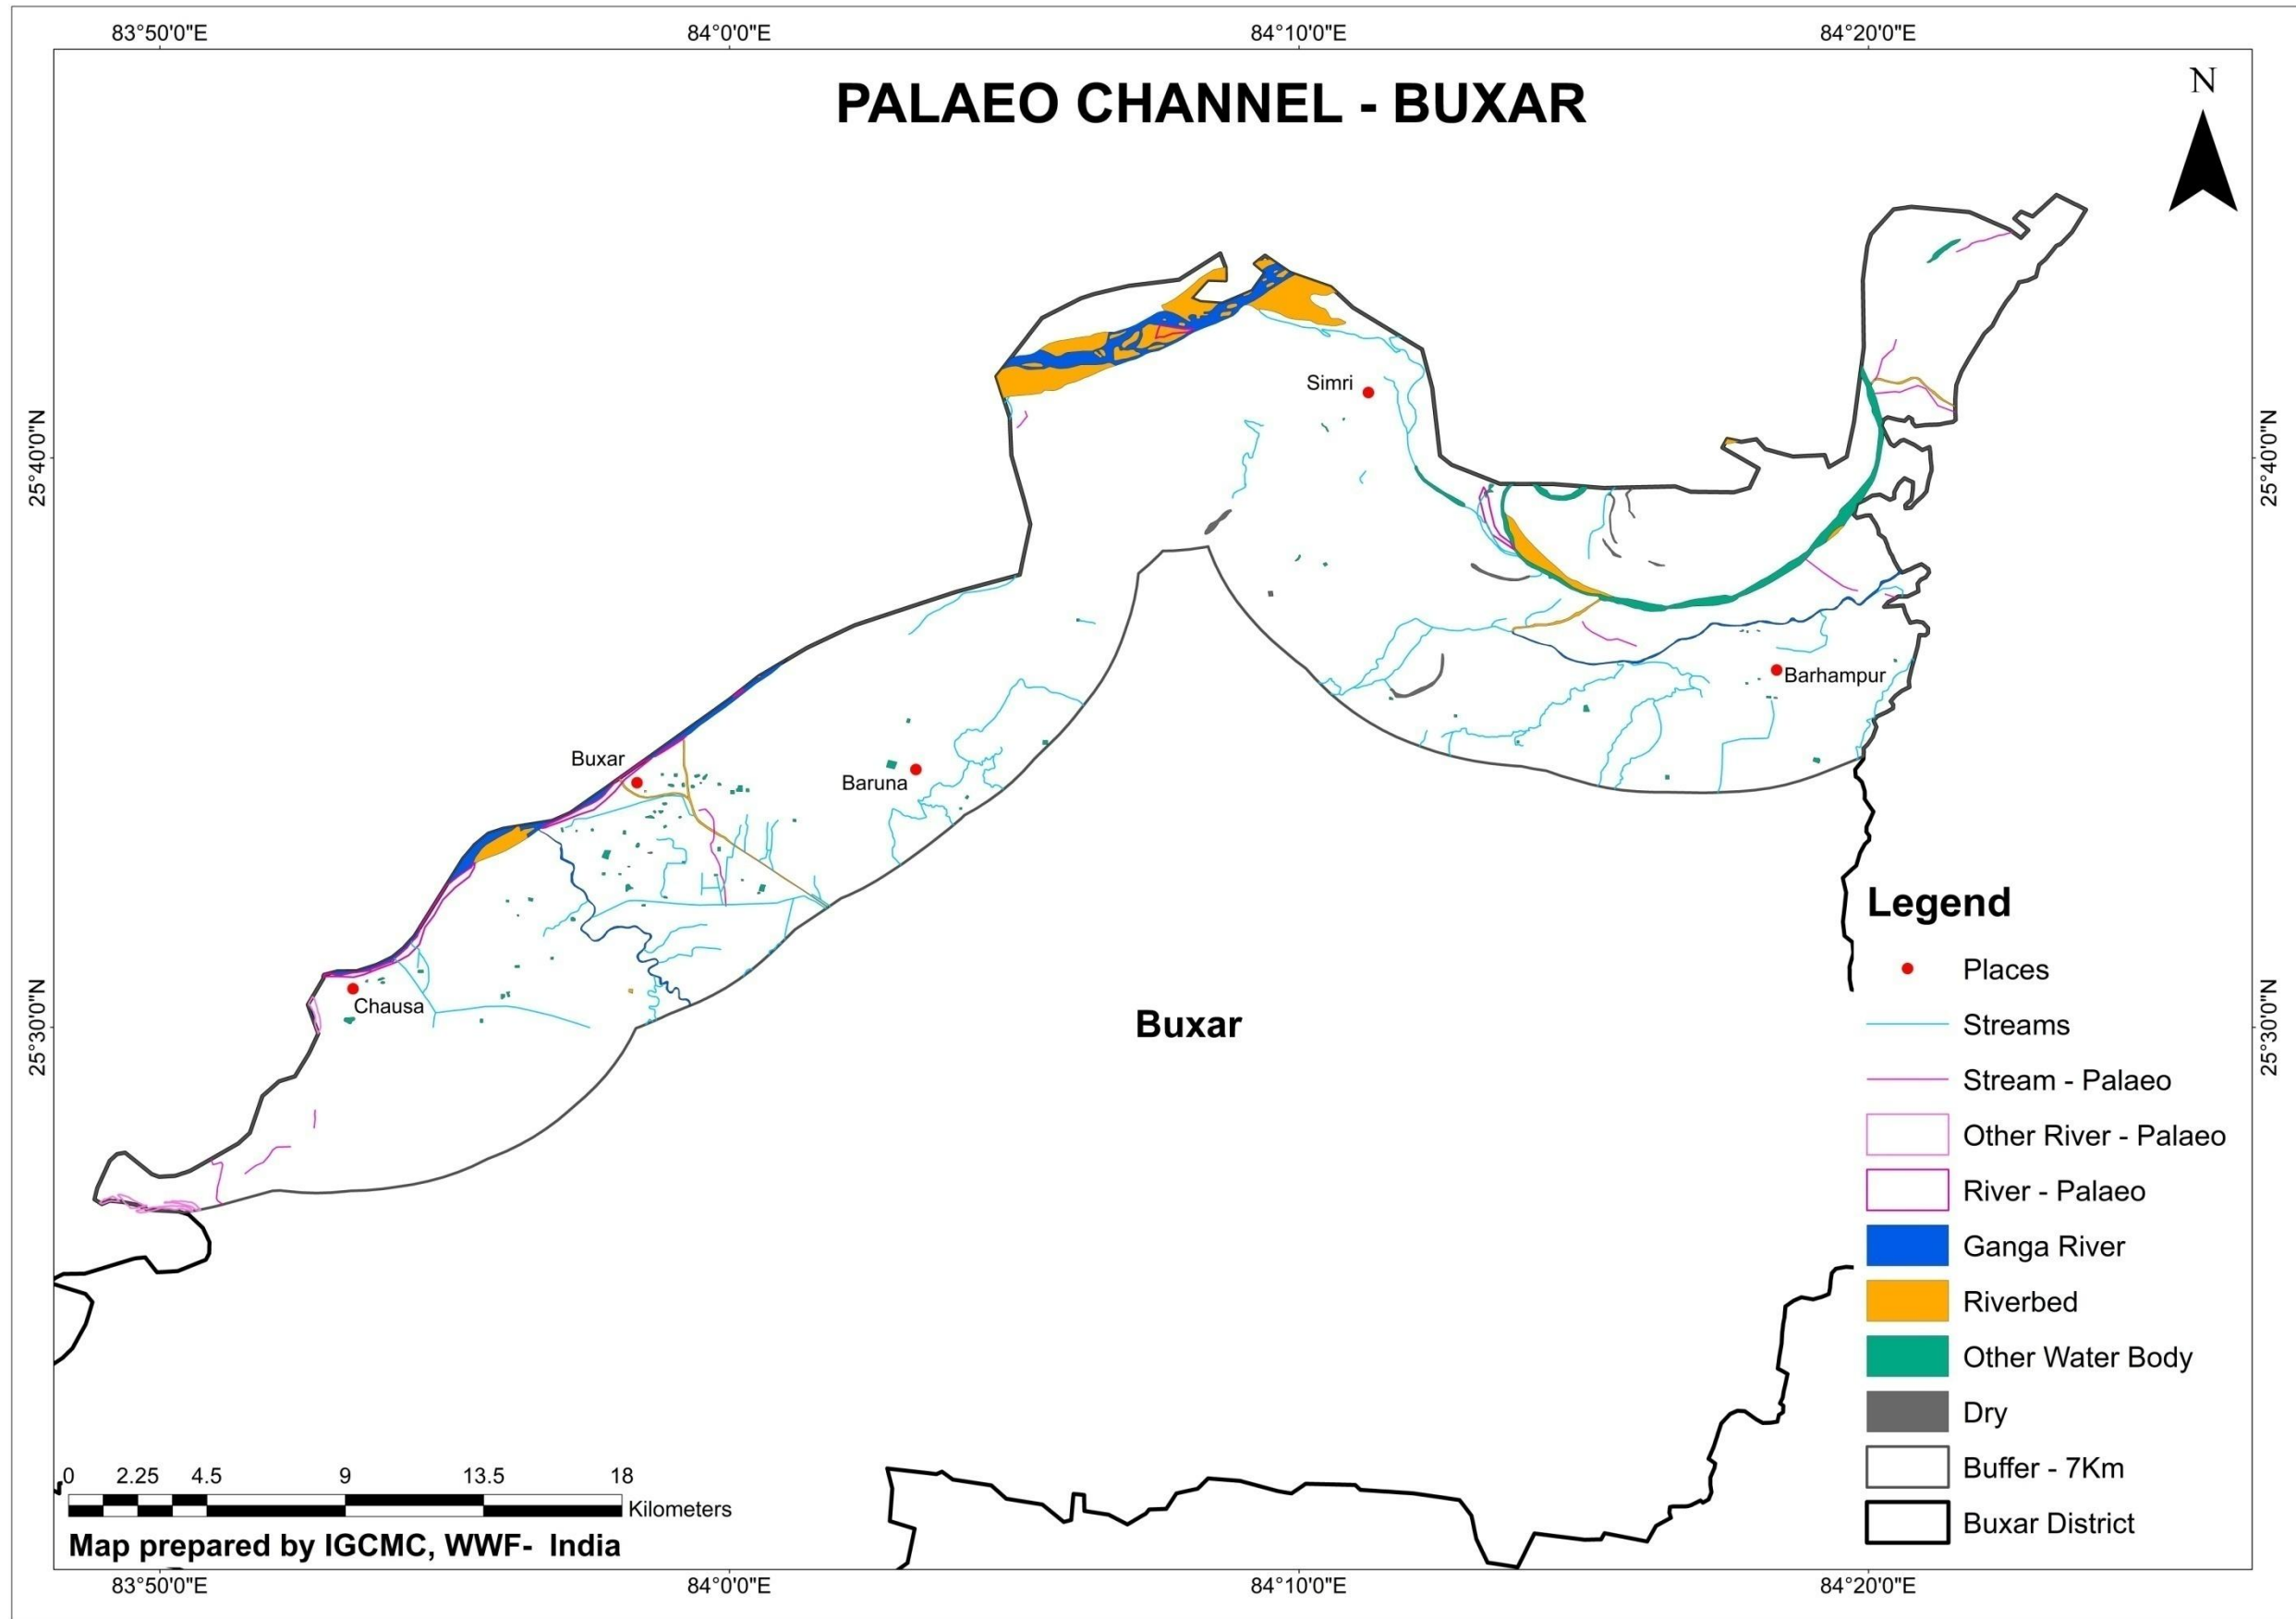 83°50'0"E
84°0'0"E
84°10'0"E
84°20'0"E
PALAEO CHANNEL - BUXAR
N
Simri
25°40'0"N
25°40'0"N
Barhampur
Buxar
Baruna
Chausa
25°30'0"N
25°30'0"N
Buxar
Legend
Places
Streams
Stream - Palaeo
Other River - Palaeo
River - Palaeo
Ganga River
Riverbed
Other Water Body
Dry
Buffer - 7Km
Buxar District
0 2.25 4.5 9 13.5 18
Kilometers
Map prepared by IGCMC, WWF- India
83°50'0"E
84°0'0"E
84°10'0"E
84°20'0"E